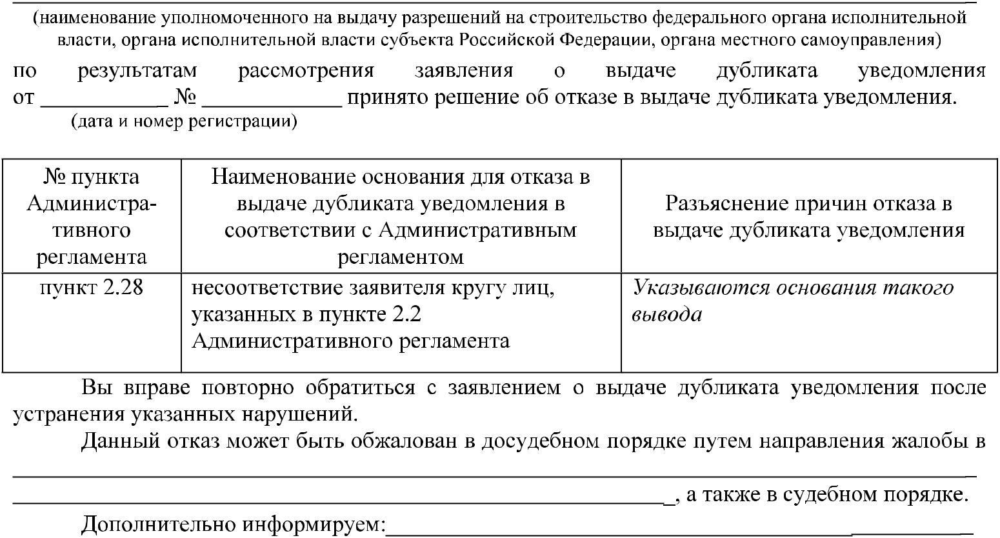 (наименование уполномоченного на выдачу разрешений на строительство федерального органа исполнительной
власти, органа исполнительной власти субъекта Российской Федерации, органа местного самоуправления)
по результатам рассмотрения заявления о выдаче дубликата уведомления
от ____________ № _____________ принято решение об отказе в выдаче дубликата уведомления.
(дата и номер регистрации)
№ пункта
Администра-
тивного
регламента
Наименование основания для отказа в
выдаче дубликата уведомления в
соответствии с Административным
регламентом
Разъяснение причин отказа в
выдаче дубликата уведомления
пункт 2.28
несоответствие заявителя кругу лиц,
указанных в пункте 2.2
Административного регламента
Указываются основания такого
вывода
Вы вправе повторно обратиться с заявлением о выдаче дубликата уведомления после
устранения указанных нарушений.
Данный отказ может быть обжалован в досудебном порядке путем направления жалобы в
_____________, а также в судебном порядке.
Дополнительно информируем:_____________